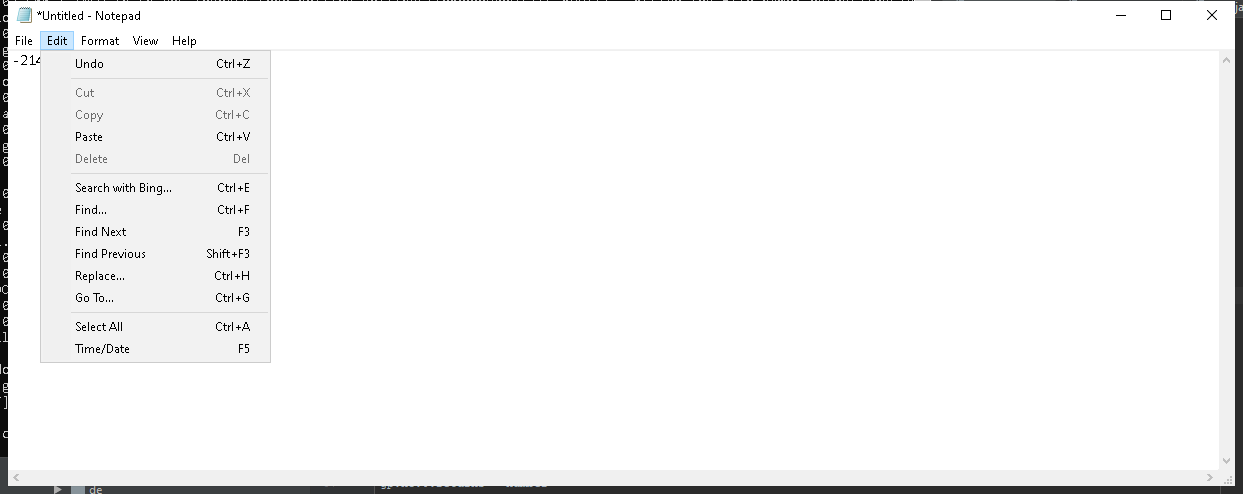 *Untitled - Notepad
File Edit Format View Help
-214
Undo Ctrl+Z
Cut Ctrl+X
Copy Ctrl+C
Paste Ctrl+V
Delete Del
Search with Bing... Ctrl+E
Find... Ctrl+F
Find Next F3
Find Previous Shift+F3
Replace... Ctrl+H
Go To... Ctrl+G
Select All Ctrl+A
Time/Date F5
de